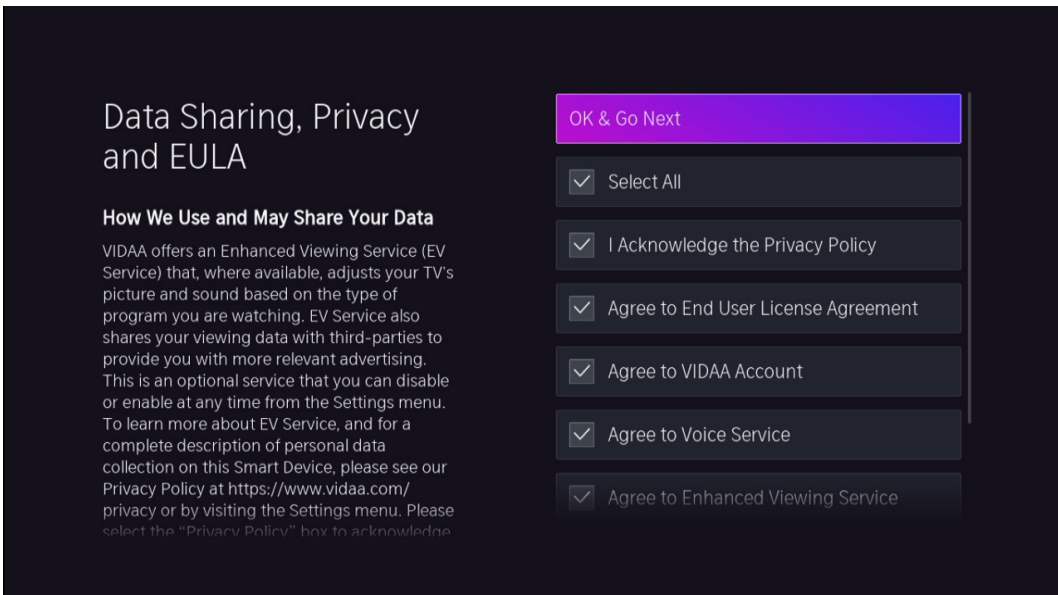 Data Sharing, Privacy
and EULA
How We Use and May Share Your Data
VIDAA offers an Enhanced Viewing Service (EV
Service) that, where available, adjusts your TV's
picture and sound based on the type of
program you are watching. EV Service also
shares your viewing data with third-parties to
provide you with more relevant advertising.
This is an optional service that you can disable
or enable at any time from the Settings menu.
To learn more about EV Service, and for a
complete description of personal data
collection on this Smart Device, please see our
Privacy Policy at https://www.vidaa.com/
privacy or by visiting the Settings menu. Please
select the “Privacy Policy” box to acknowledge
OK & Go Next
Select All
I Acknowledge the Privacy Policy
Agree to End User License Agreement
Agree to VIDAA Account
Agree to Voice Service
Agree to Enhanced Viewing Service